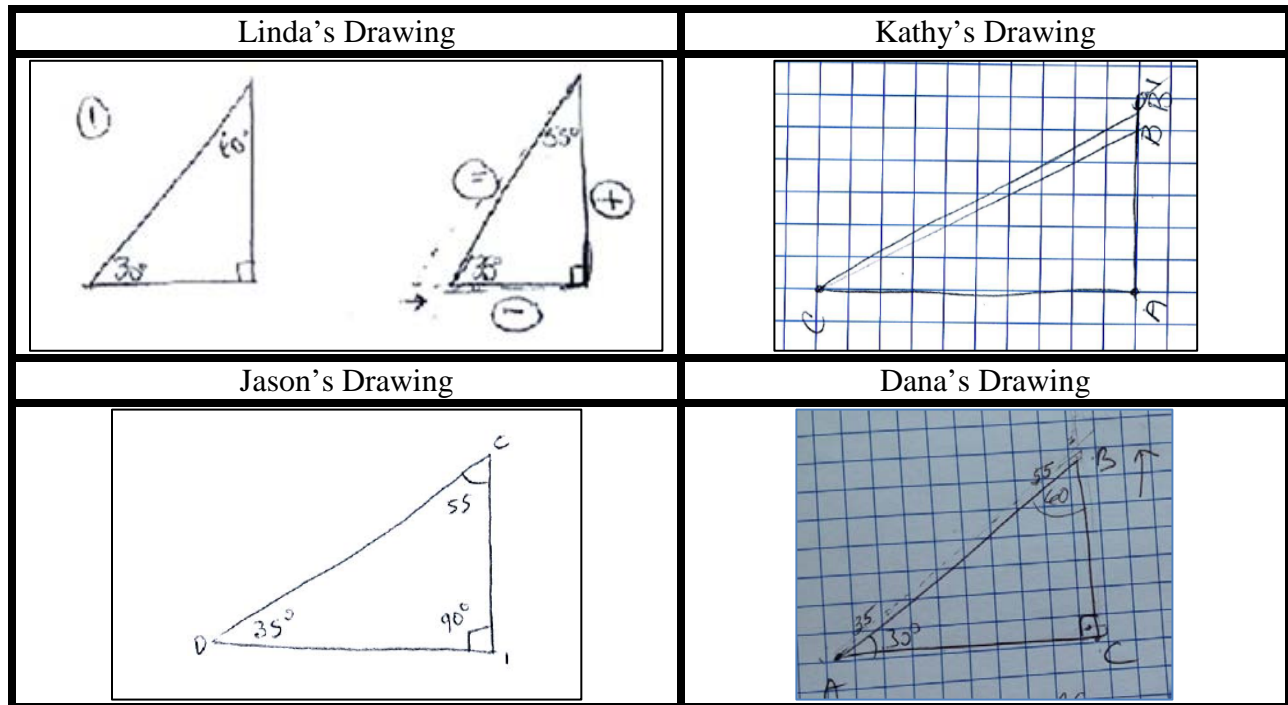 Linda's Drawing
Kathy's Drawing
①
60°
30°
55°
=
+
35°
→
−
B'
B
C
A
Jason's Drawing
Dana's Drawing
C
55
90°
D
35°
I
55
B
↑
60
35
30°
C
A